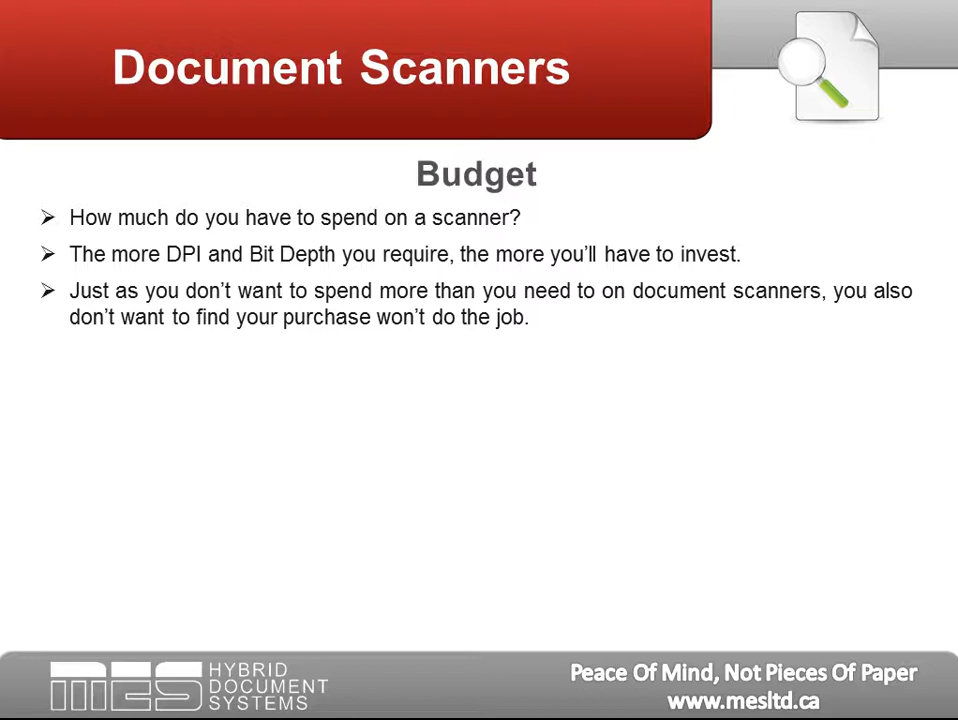 Document Scanners
Budget
➢ How much do you have to spend on a scanner?
➢ The more DPI and Bit Depth you require, the more you’ll have to invest.
➢ Just as you don’t want to spend more than you need to on document scanners, you also
don’t want to find your purchase won’t do the job.
MES
HYBRID
DOCUMENT
SYSTEMS
Peace Of Mind, Not Pieces Of Paper
www.mesltd.ca